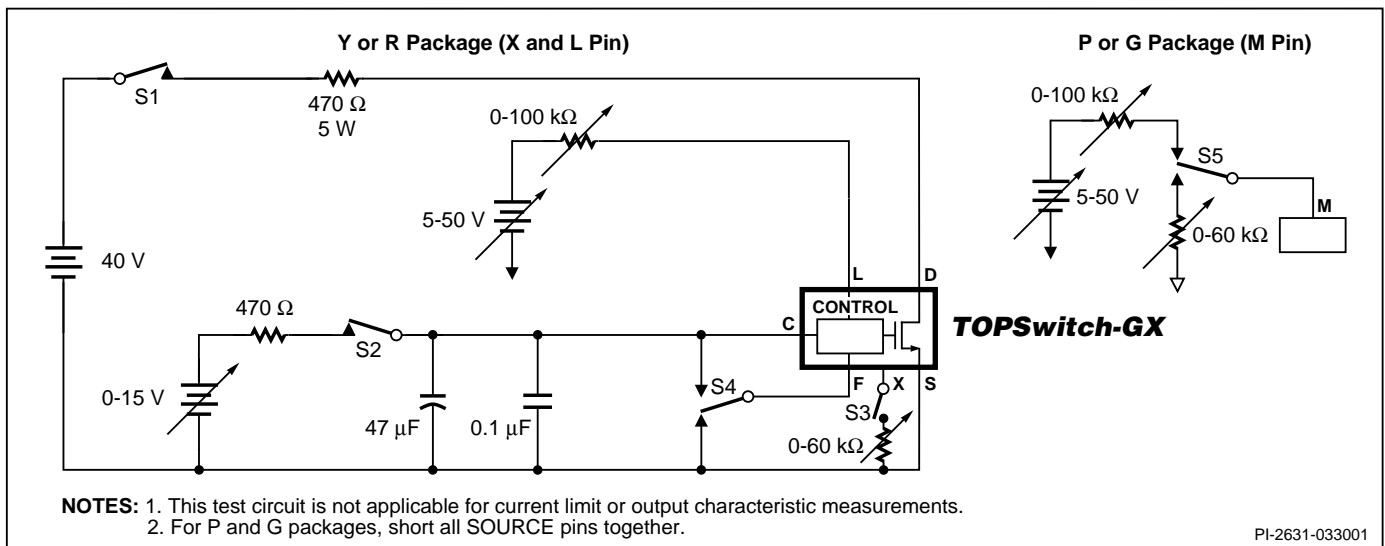 Y or R Package (X and L Pin)
P or G Package (M Pin)
S1
470 Ω
5 W
0-100 kΩ
5-50 V
40 V
0-100 kΩ
S5
5-50 V
M
0-60 kΩ
L
D
470 Ω
S2
C
CONTROL
TOPSwitch-GX
0-15 V
47 μF
0.1 μF
S4
F
X
S
S3
0-60 kΩ
NOTES: 1. This test circuit is not applicable for current limit or output characteristic measurements.
2. For P and G packages, short all SOURCE pins together.
PI-2631-033001